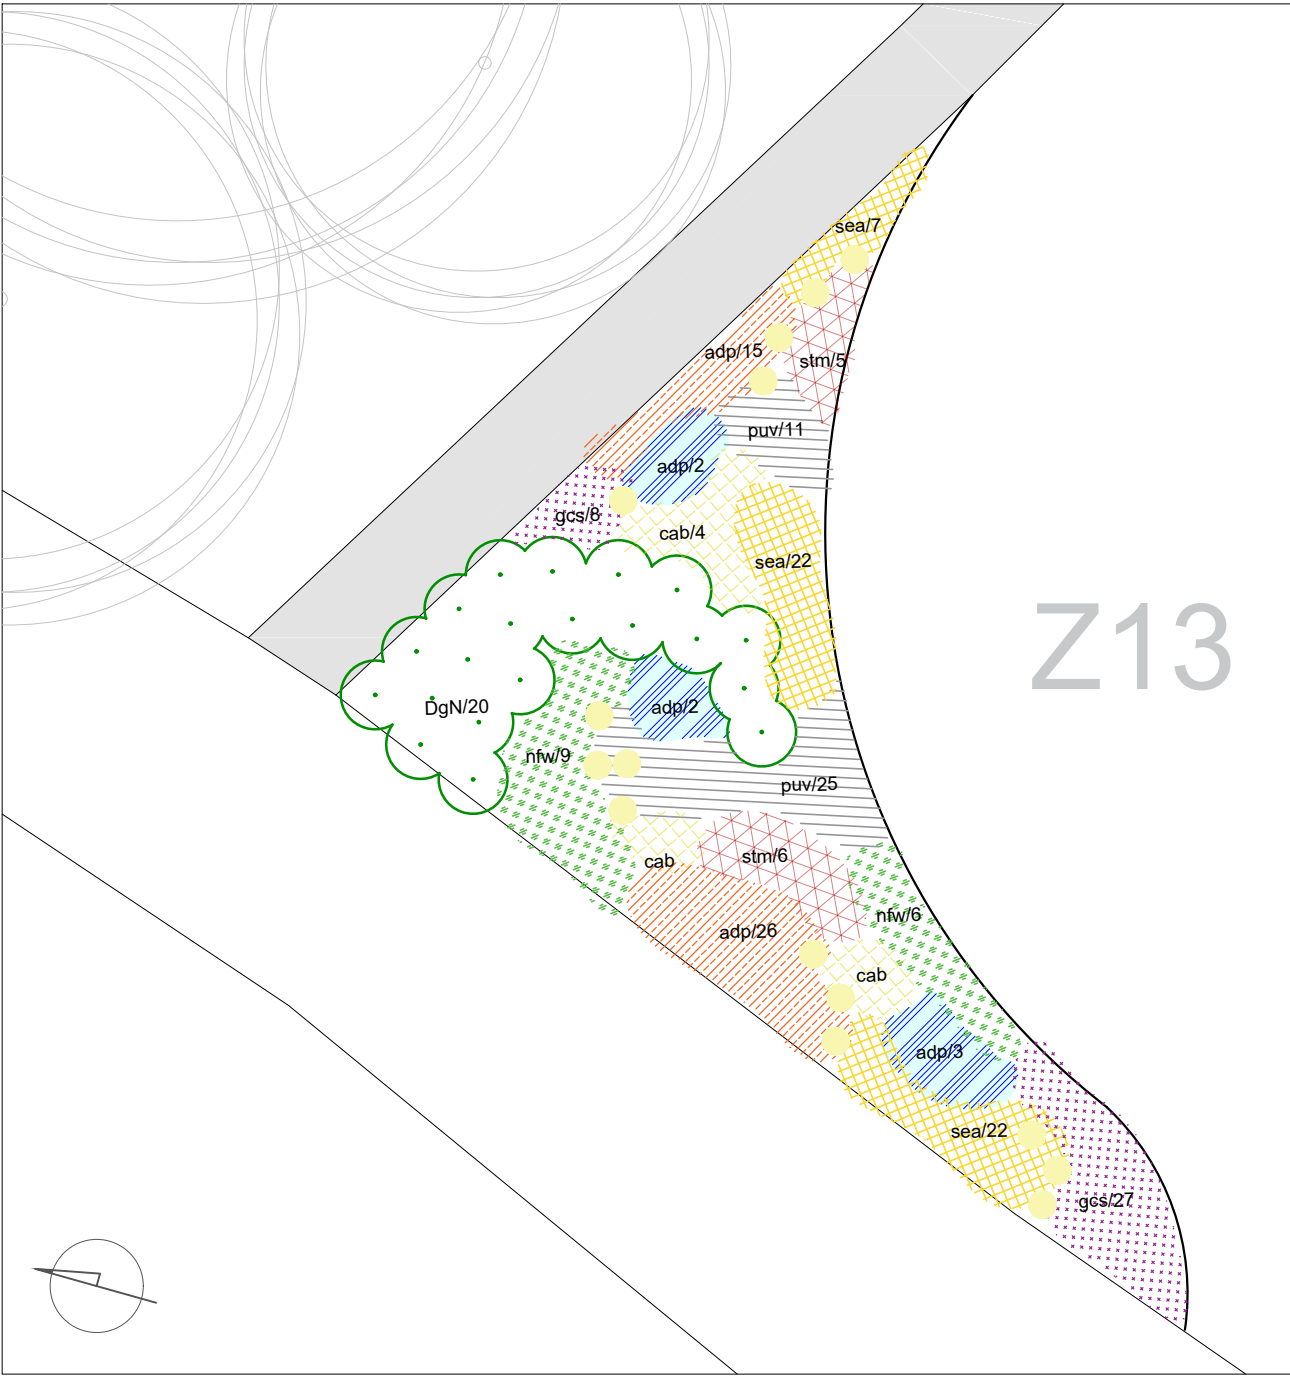 sea/7
adp/15
stm/5
puv/11
adp/2
gcs/8
cab/4
sea/22
Z13
DgN/20
adp/2
nfw/9
puv/25
cab
stm/6
nfw/6
adp/26
cab
adp/3
sea/22
gcs/27